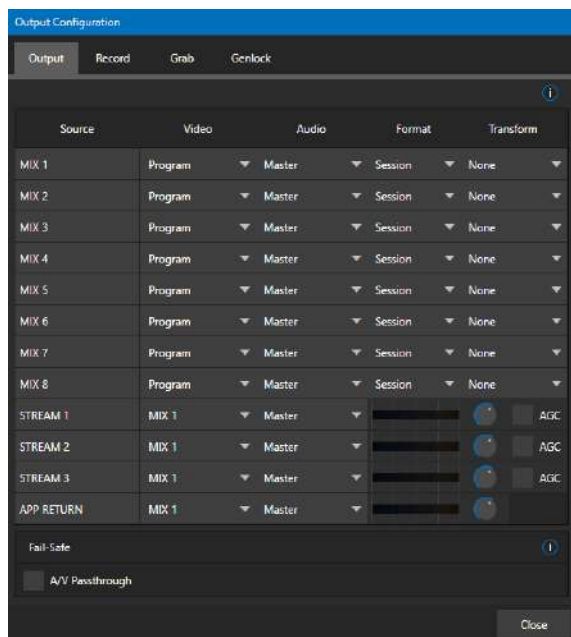 Output Configuration
Output Record Grab Genlock
Source Video Audio Format Transform
MIX 1 Program Master Session None
MIX 2 Program Master Session None
MIX 3 Program Master Session None
MIX 4 Program Master Session None
MIX 5 Program Master Session None
MIX 6 Program Master Session None
MIX 7 Program Master Session None
MIX 8 Program Master Session None
STREAM 1 MIX 1 Master AGC
STREAM 2 MIX 1 Master AGC
STREAM 3 MIX 1 Master AGC
APP RETURN MIX 1 Master
Fail-Safe
A/V Passthrough
Close